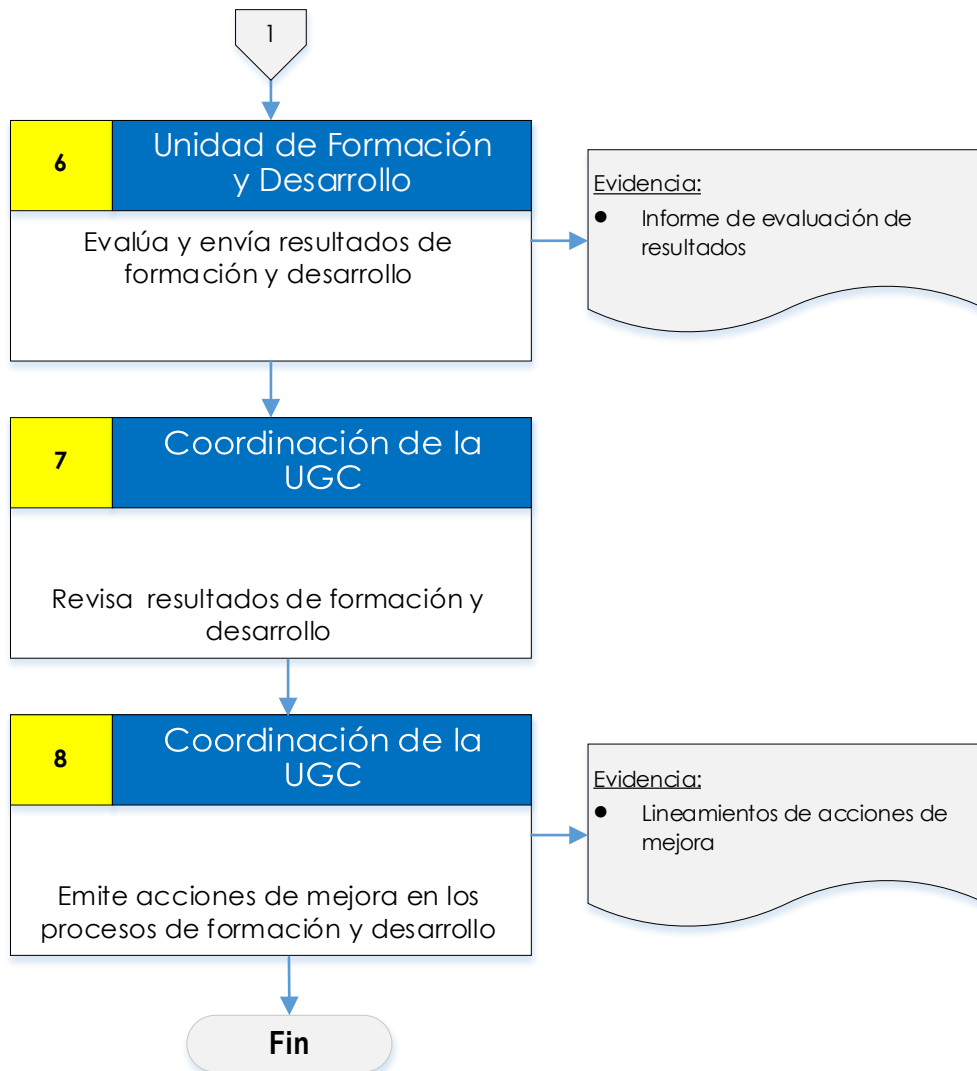 1
6
Unidad de Formación
y Desarrollo
Evalúa y envía resultados de
formación y desarrollo
Evidencia:
● Informe de evaluación de
resultados
7
Coordinación de la
UGC
Revisa resultados de formación y
desarrollo
8
Coordinación de la
UGC
Emite acciones de mejora en los
procesos de formación y desarrollo
Evidencia:
● Lineamientos de acciones de
mejora
Fin